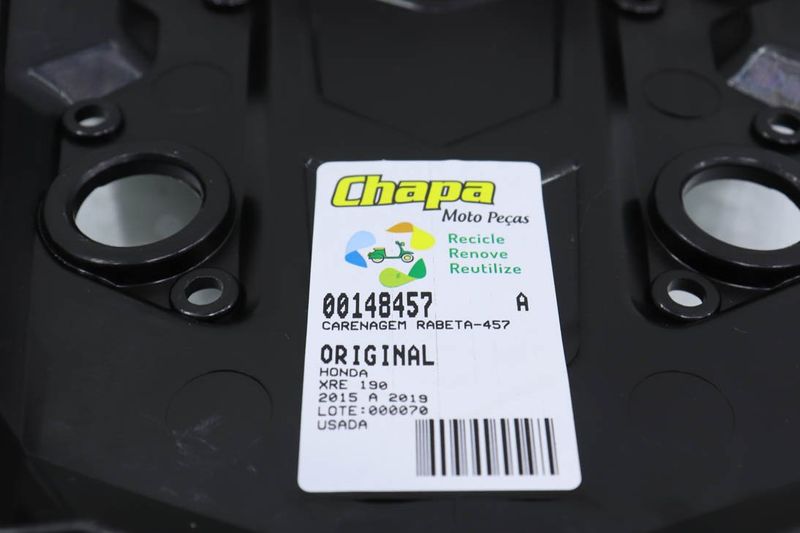 Chapa
Moto Peças
Recicle
Renove
Reutilize
00148457 A
CARENAGEM RABETA-457
ORIGINAL
HONDA
XRE 190
2015 A 2019
LOTE:000070
USADA